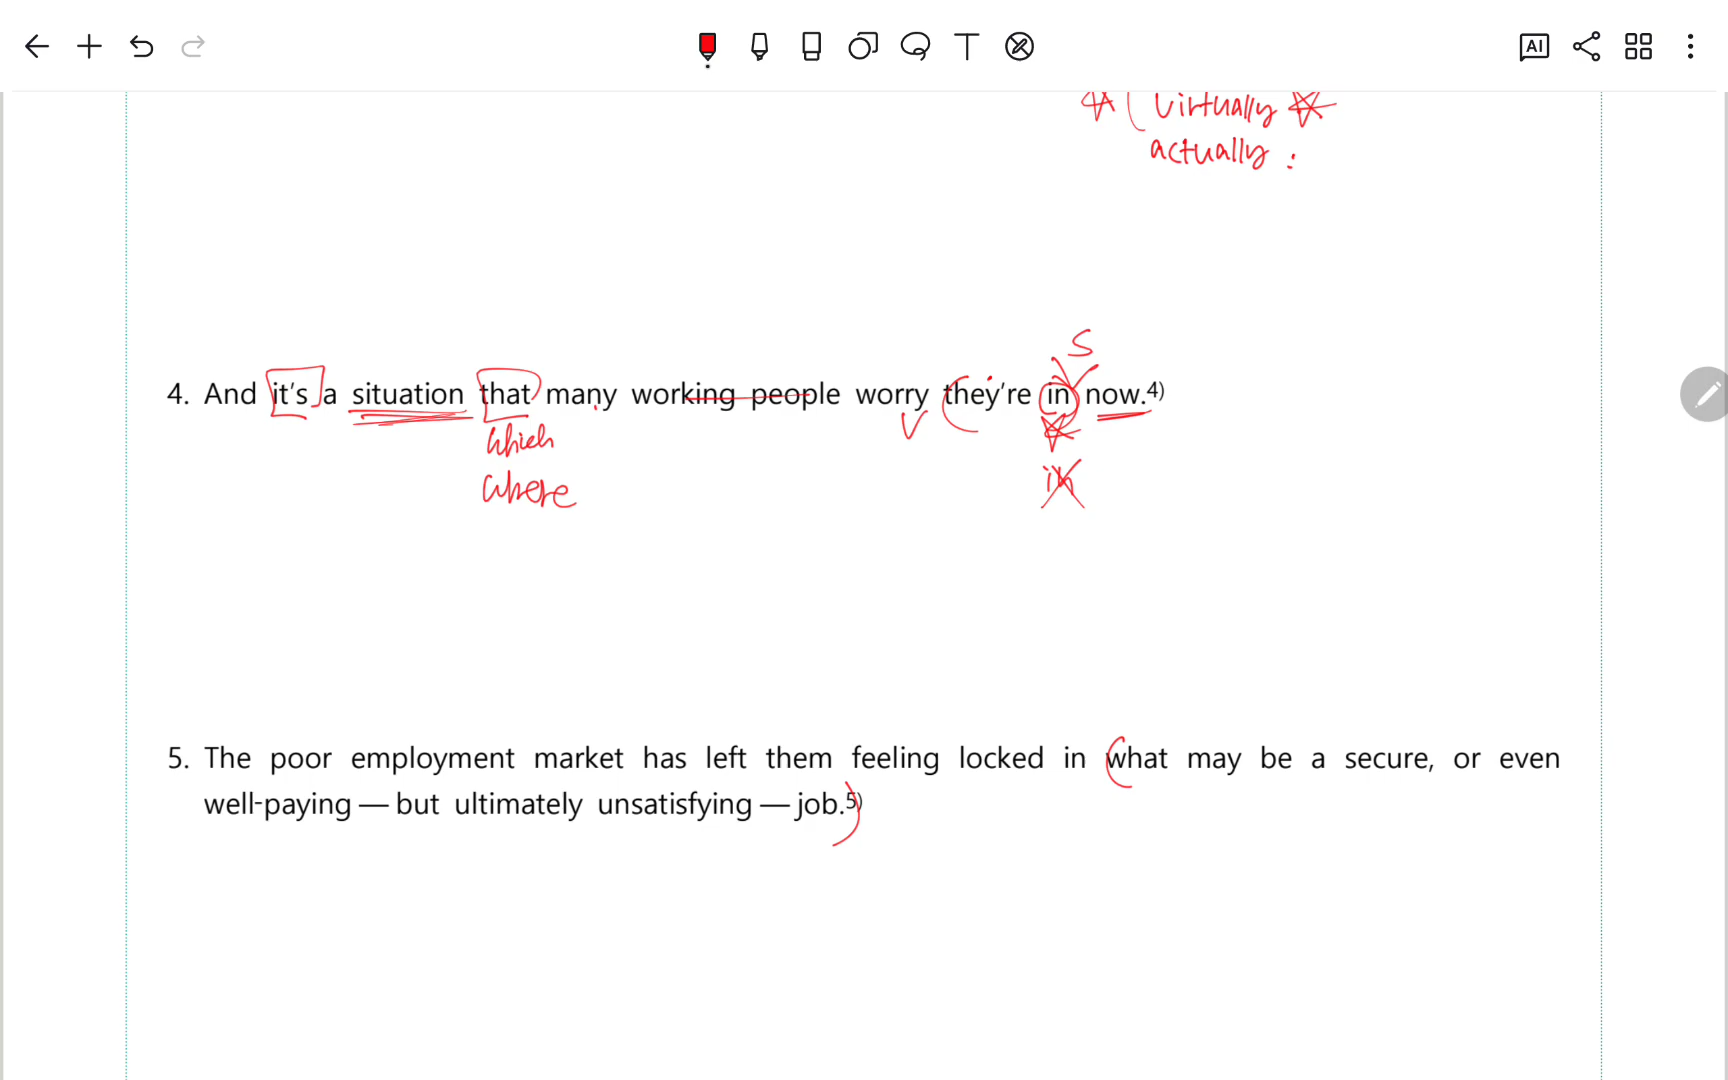 AI
virtually
actually :
S
4. And it's a situation that many working people worry they're in now.4)
V
which
where
in
5. The poor employment market has left them feeling locked in what may be a secure, or even
well-paying — but ultimately unsatisfying — job.5)